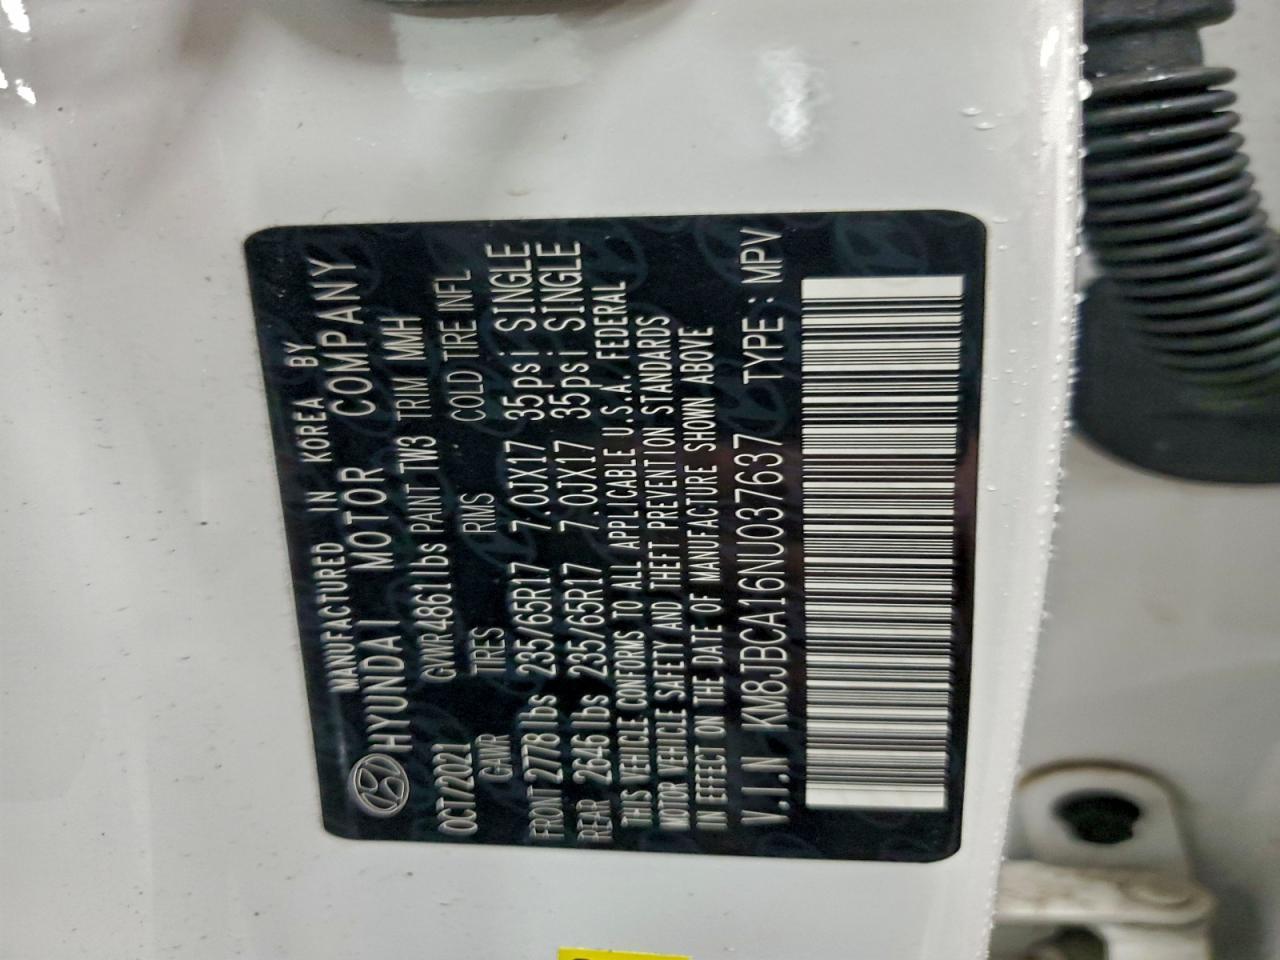 MANUFACTURED IN KOREA BY
HYUNDAI MOTOR COMPANY
OCT/2021 GVWR 4861lbs PAINT TW3 TRIM MMH
GAWR TIRES RIMS COLD TIRE INFL
FRONT 2778lbs 235/65R17 7.0JX17 35psi SINGLE
REAR 2646lbs 235/65R17 7.0JX17 35psi SINGLE
THIS VEHICLE CONFORMS TO ALL APPLICABLE U.S.A. FEDERAL
MOTOR VEHICLE SAFETY AND THEFT PREVENTION STANDARDS
IN EFFECT ON THE DATE OF MANUFACTURE SHOWN ABOVE
V.I.N KM8JBCA16NU037637 TYPE: MPV